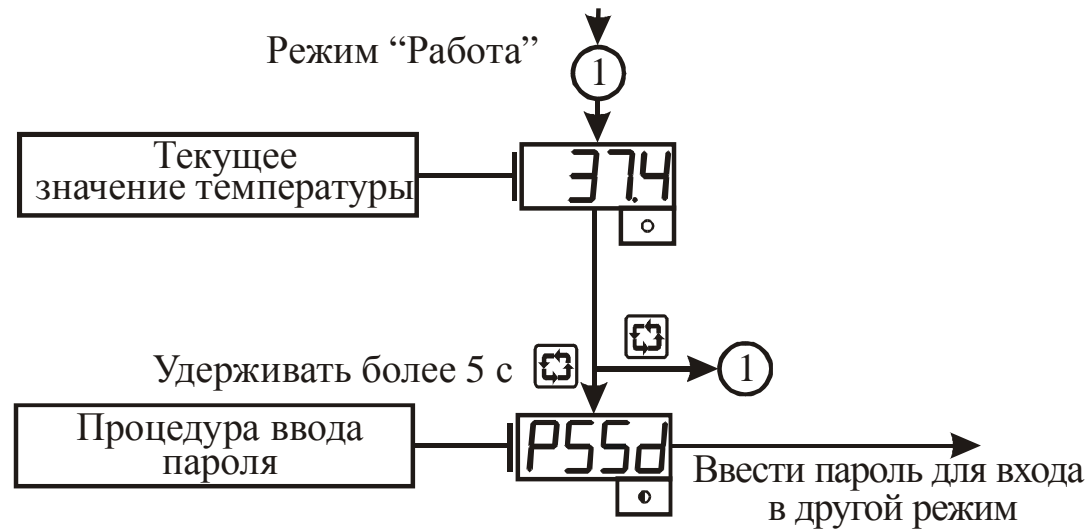 Режим “Работа”
1
Текущее
значение температуры
37.4
Удерживать более 5 с
1
Процедура ввода
пароля
PSSd
Ввести пароль для входа
в другой режим